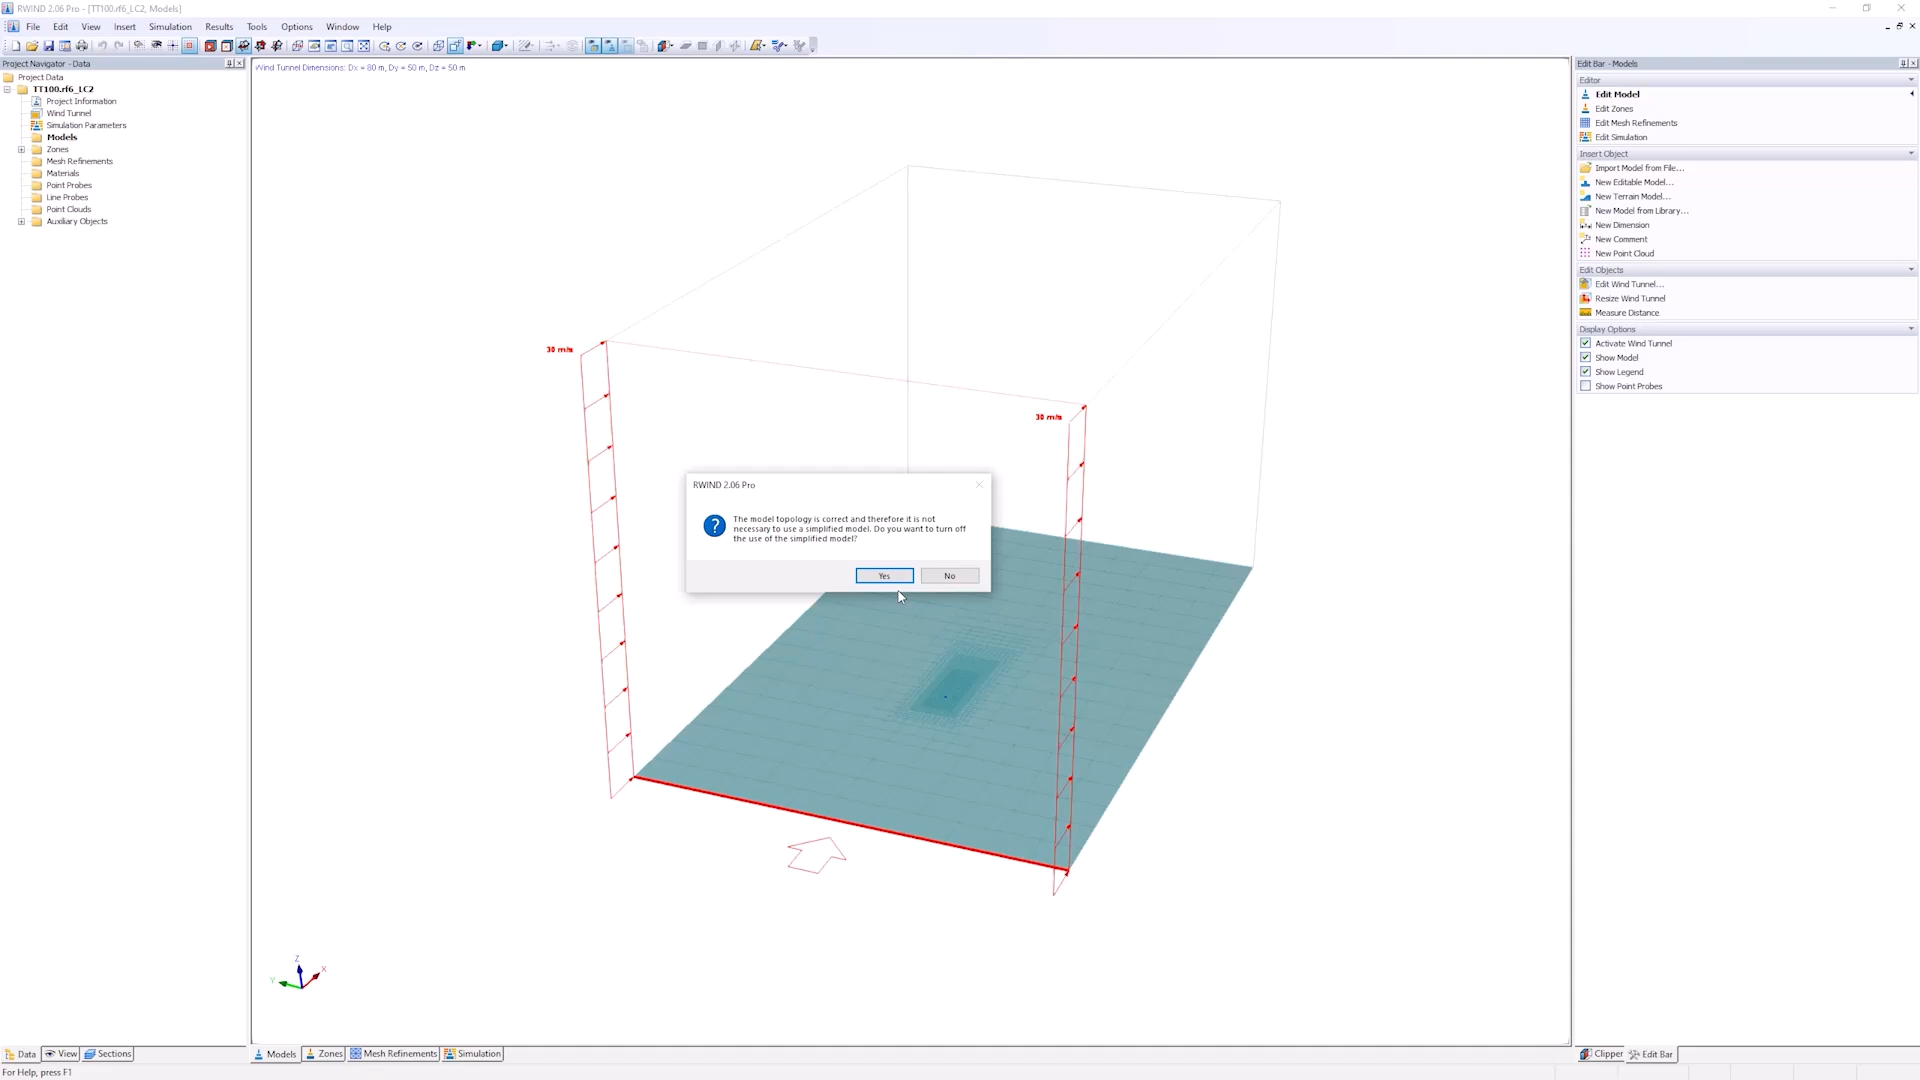 RWIND 2.06 Pro - [TT100.rf6_LC2, Models]
File Edit View Insert Simulation Results Tools Options Window Help
Project Navigator - Data
Project Data
TT100.rf6_LC2
Project Information
Wind Tunnel
Simulation Parameters
Models
Zones
Mesh Refinements
Materials
Point Probes
Line Probes
Point Clouds
Auxiliary Objects
Wind Tunnel Dimensions: Dx = 80 m, Dy = 50 m, Dz = 50 m
30 m/s
30 m/s
RWIND 2.06 Pro
The model topology is correct and therefore it is not
necessary to use a simplified model. Do you want to turn off
the use of the simplified model?
Yes No
Z
Y
X
Edit Bar - Models
Editor
Edit Model
Edit Zones
Edit Mesh Refinements
Edit Simulation
Insert Object
Import Model from File...
New Editable Model...
New Terrain Model...
New Model from Library...
New Dimension
New Comment
New Point Cloud
Edit Objects
Edit Wind Tunnel...
Resize Wind Tunnel
Measure Distance
Display Options
Activate Wind Tunnel
Show Model
Show Legend
Show Point Probes
Data View Sections
Models Zones Mesh Refinements Simulation
Clipper Edit Bar
For Help, press F1